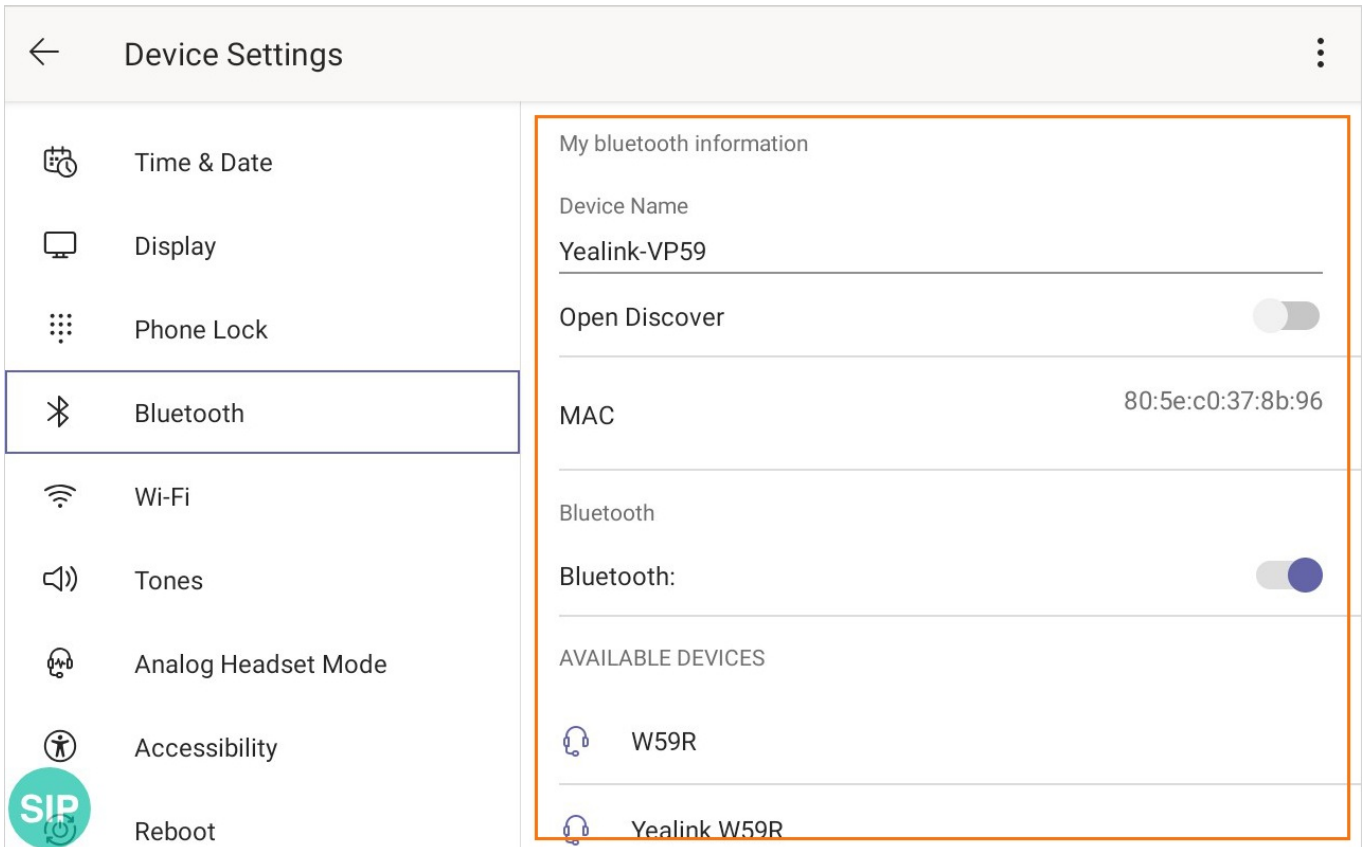 Device Settings
Time & Date
Display
Phone Lock
Bluetooth
Wi-Fi
Tones
Analog Headset Mode
Accessibility
SIP
Reboot
My bluetooth information
Device Name
Yealink-VP59
Open Discover
MAC
80:5e:c0:37:8b:96
Bluetooth
Bluetooth:
AVAILABLE DEVICES
W59R
Yealink W59R